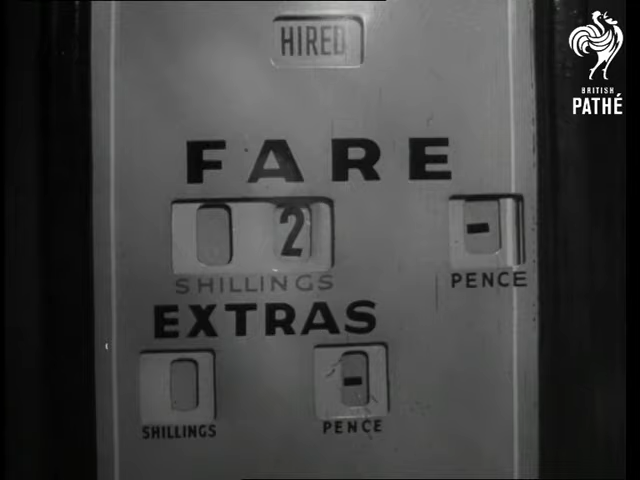 HIRED
BRITISH
PATHÉ
FARE
2 -
SHILLINGS PENCE
EXTRAS
-
SHILLINGS PENCE